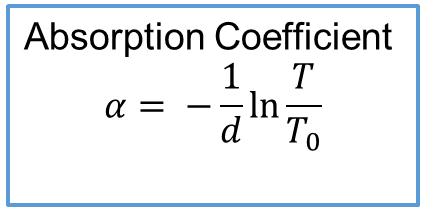 Absorption Coefficient
α = − 1/d ln T/T₀